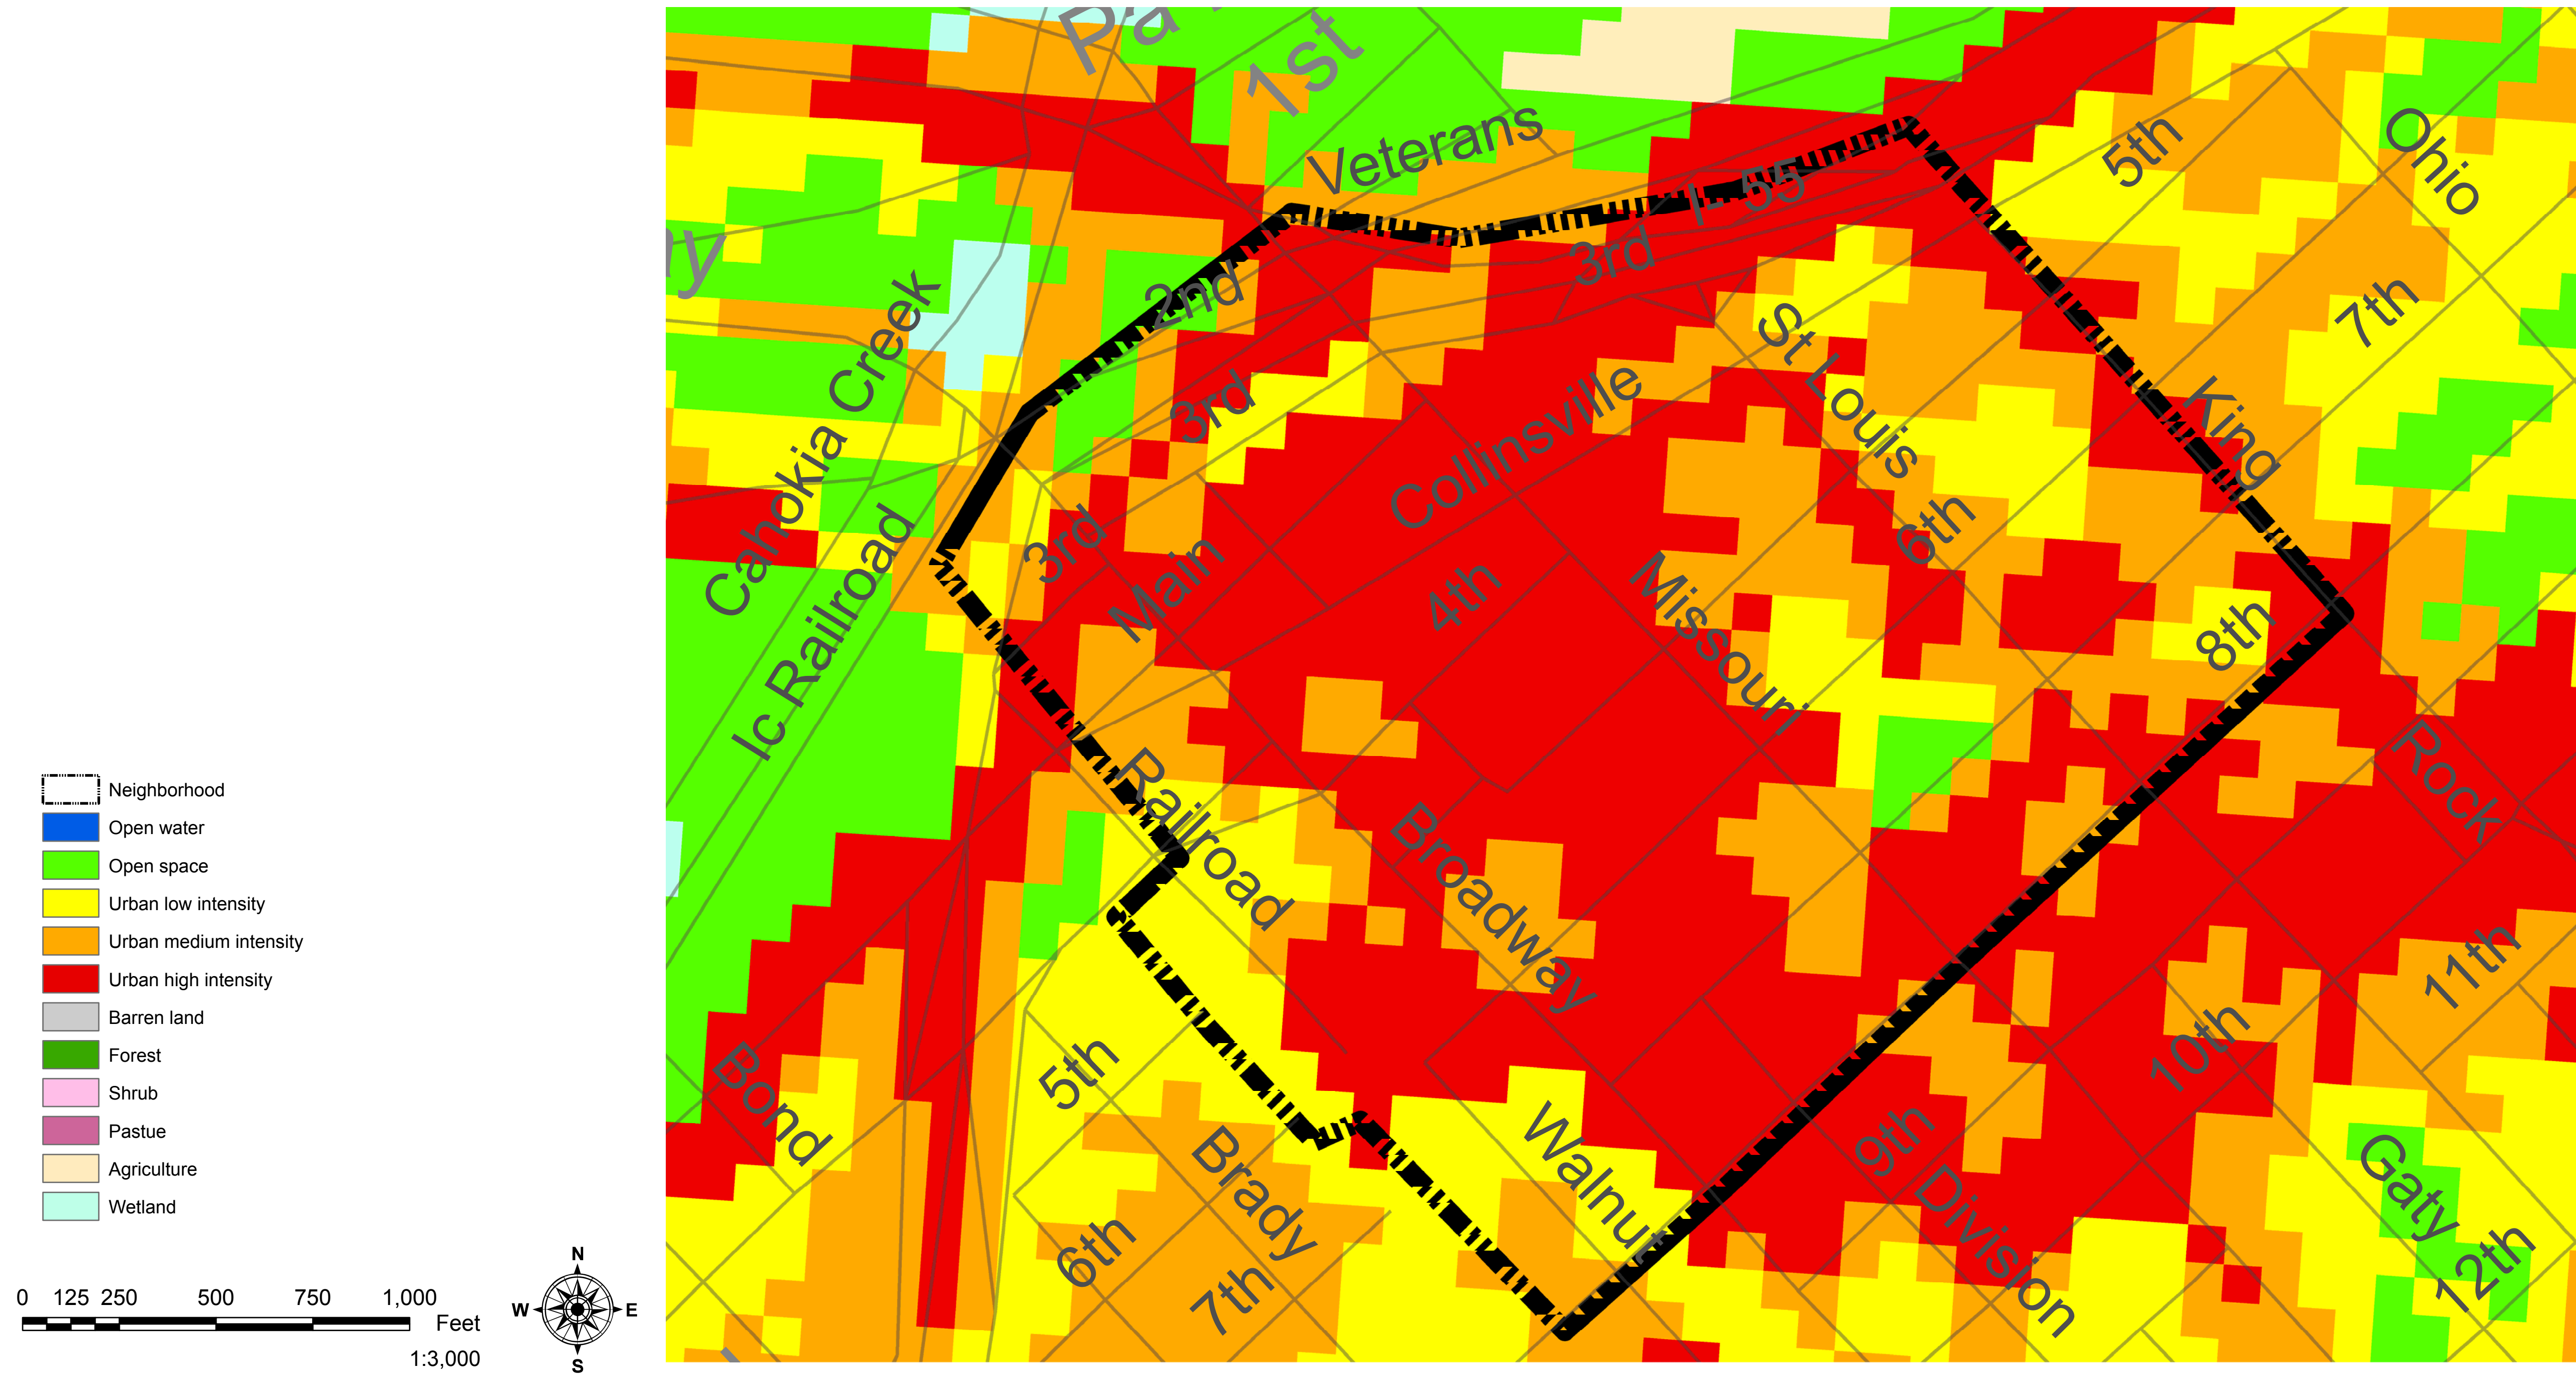 Neighborhood
Open water
Open space
Urban low intensity
Urban medium intensity
Urban high intensity
Barren land
Forest
Shrub
Pastue
Agriculture
Wetland
0 125 250 500 750 1,000
Feet
1:3,000
N
W E
S
1st
Veterans
I- 55
5th
Ohio
2nd
3rd
7th
Cahokia Creek
3rd
St Louis
King
Collinsville
3rd
Main
4th
6th
Ic Railroad
Missouri
8th
Railroad
Broadway
Rock
11th
5th
Bond
10th
Walnut
9th
Brady
Division
Gaty
6th
7th
12th